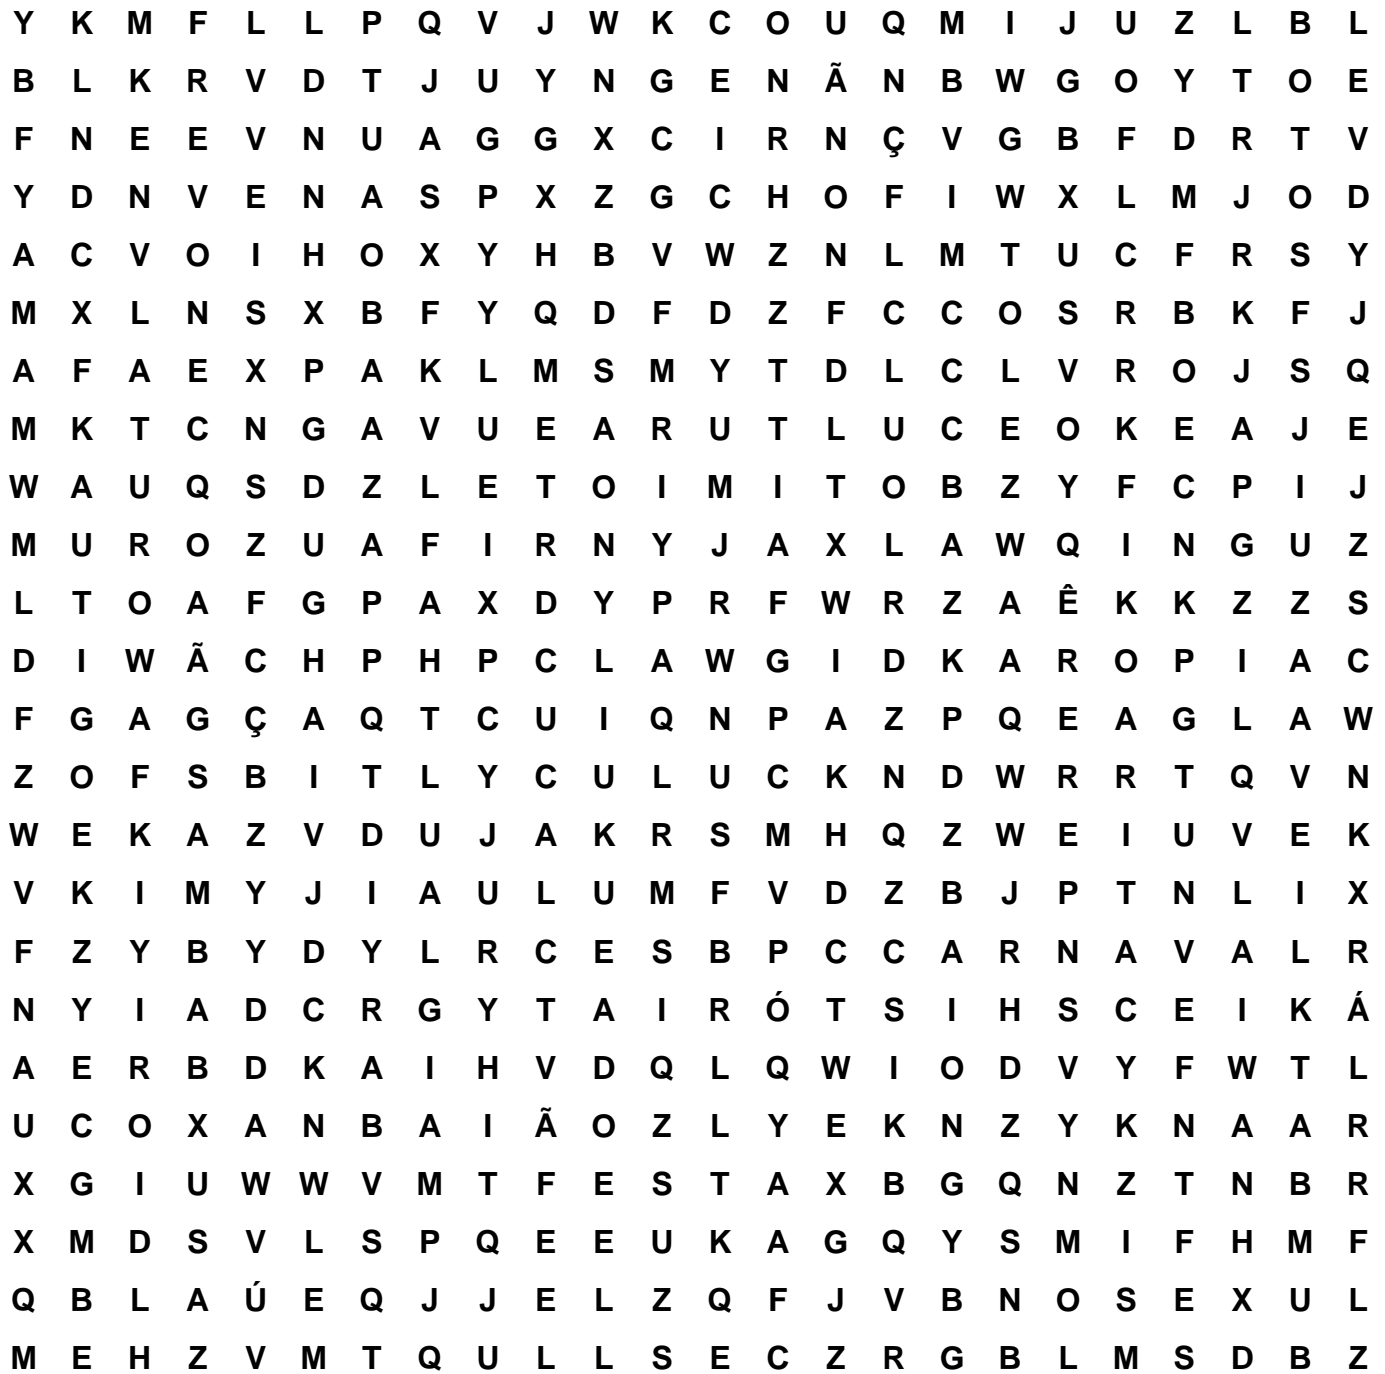 Y K M F L L P Q V J W K C O U Q M I J U Z L B L
B L K R V D T J U Y N G E N Ã N B W G O Y T O E
F N E E V N U A G G X C I R N Ç V G B F D R T V
Y D N V E N A S P X Z G C H O F I W X L M J O D
A C V O I H O X Y H B V W Z N L M T U C F R S Y
M X L N S X B F Y Q D F D Z F C C O S R B K F J
A F A E X P A K L M S M Y T D L C L V R O J S Q
M K T C N G A V U E A R U T L U C E O K E A J E
W A U Q S D Z L E T O I M I T O B Z Y F C P I J
M U R O Z U A F I R N Y J A X L A W Q I N G U Z
L T O A F G P A X D Y P R F W R Z A Ê K K Z Z S
D I W Ã C H P H P C L A W G I D K A R O P I A C
F G A G Ç A Q T C U I Q N P A Z P Q E A G L A W
Z O F S B I T L Y C U L U C K N D W R R T Q V N
W E K A Z V D U J A K R S M H Q Z W E I U V E K
V K I M Y J I A U L U M F V D Z B J P T N L I X
F Z Y B Y D Y L R C E S B P C C A R N A V A L R
N Y I A D C R G Y T A I R Ó T S I H S C E I K Á
A E R B D K A I H V D Q L Q W I O D V Y F W T L
U C O X A N B A I Ã O Z L Y E K N Z Y K N A A R
X G I U W W V M T F E S T A X B G Q N Z T N B R
X M D S V L S P Q E E U K A G Q Y S M I F H M F
Q B L A Ú E Q J J E L Z Q F J V B N O S E X U L
M E H Z V M T Q U L L S E C Z R G B L M S D B Z